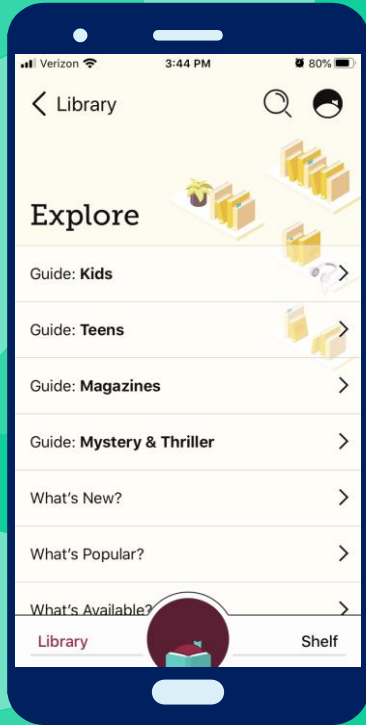 Verizon 3:44 PM 80%
Library
Explore
Guide: Kids
Guide: Teens
Guide: Magazines
Guide: Mystery & Thriller
What's New?
What's Popular?
What's Available?
Library Shelf